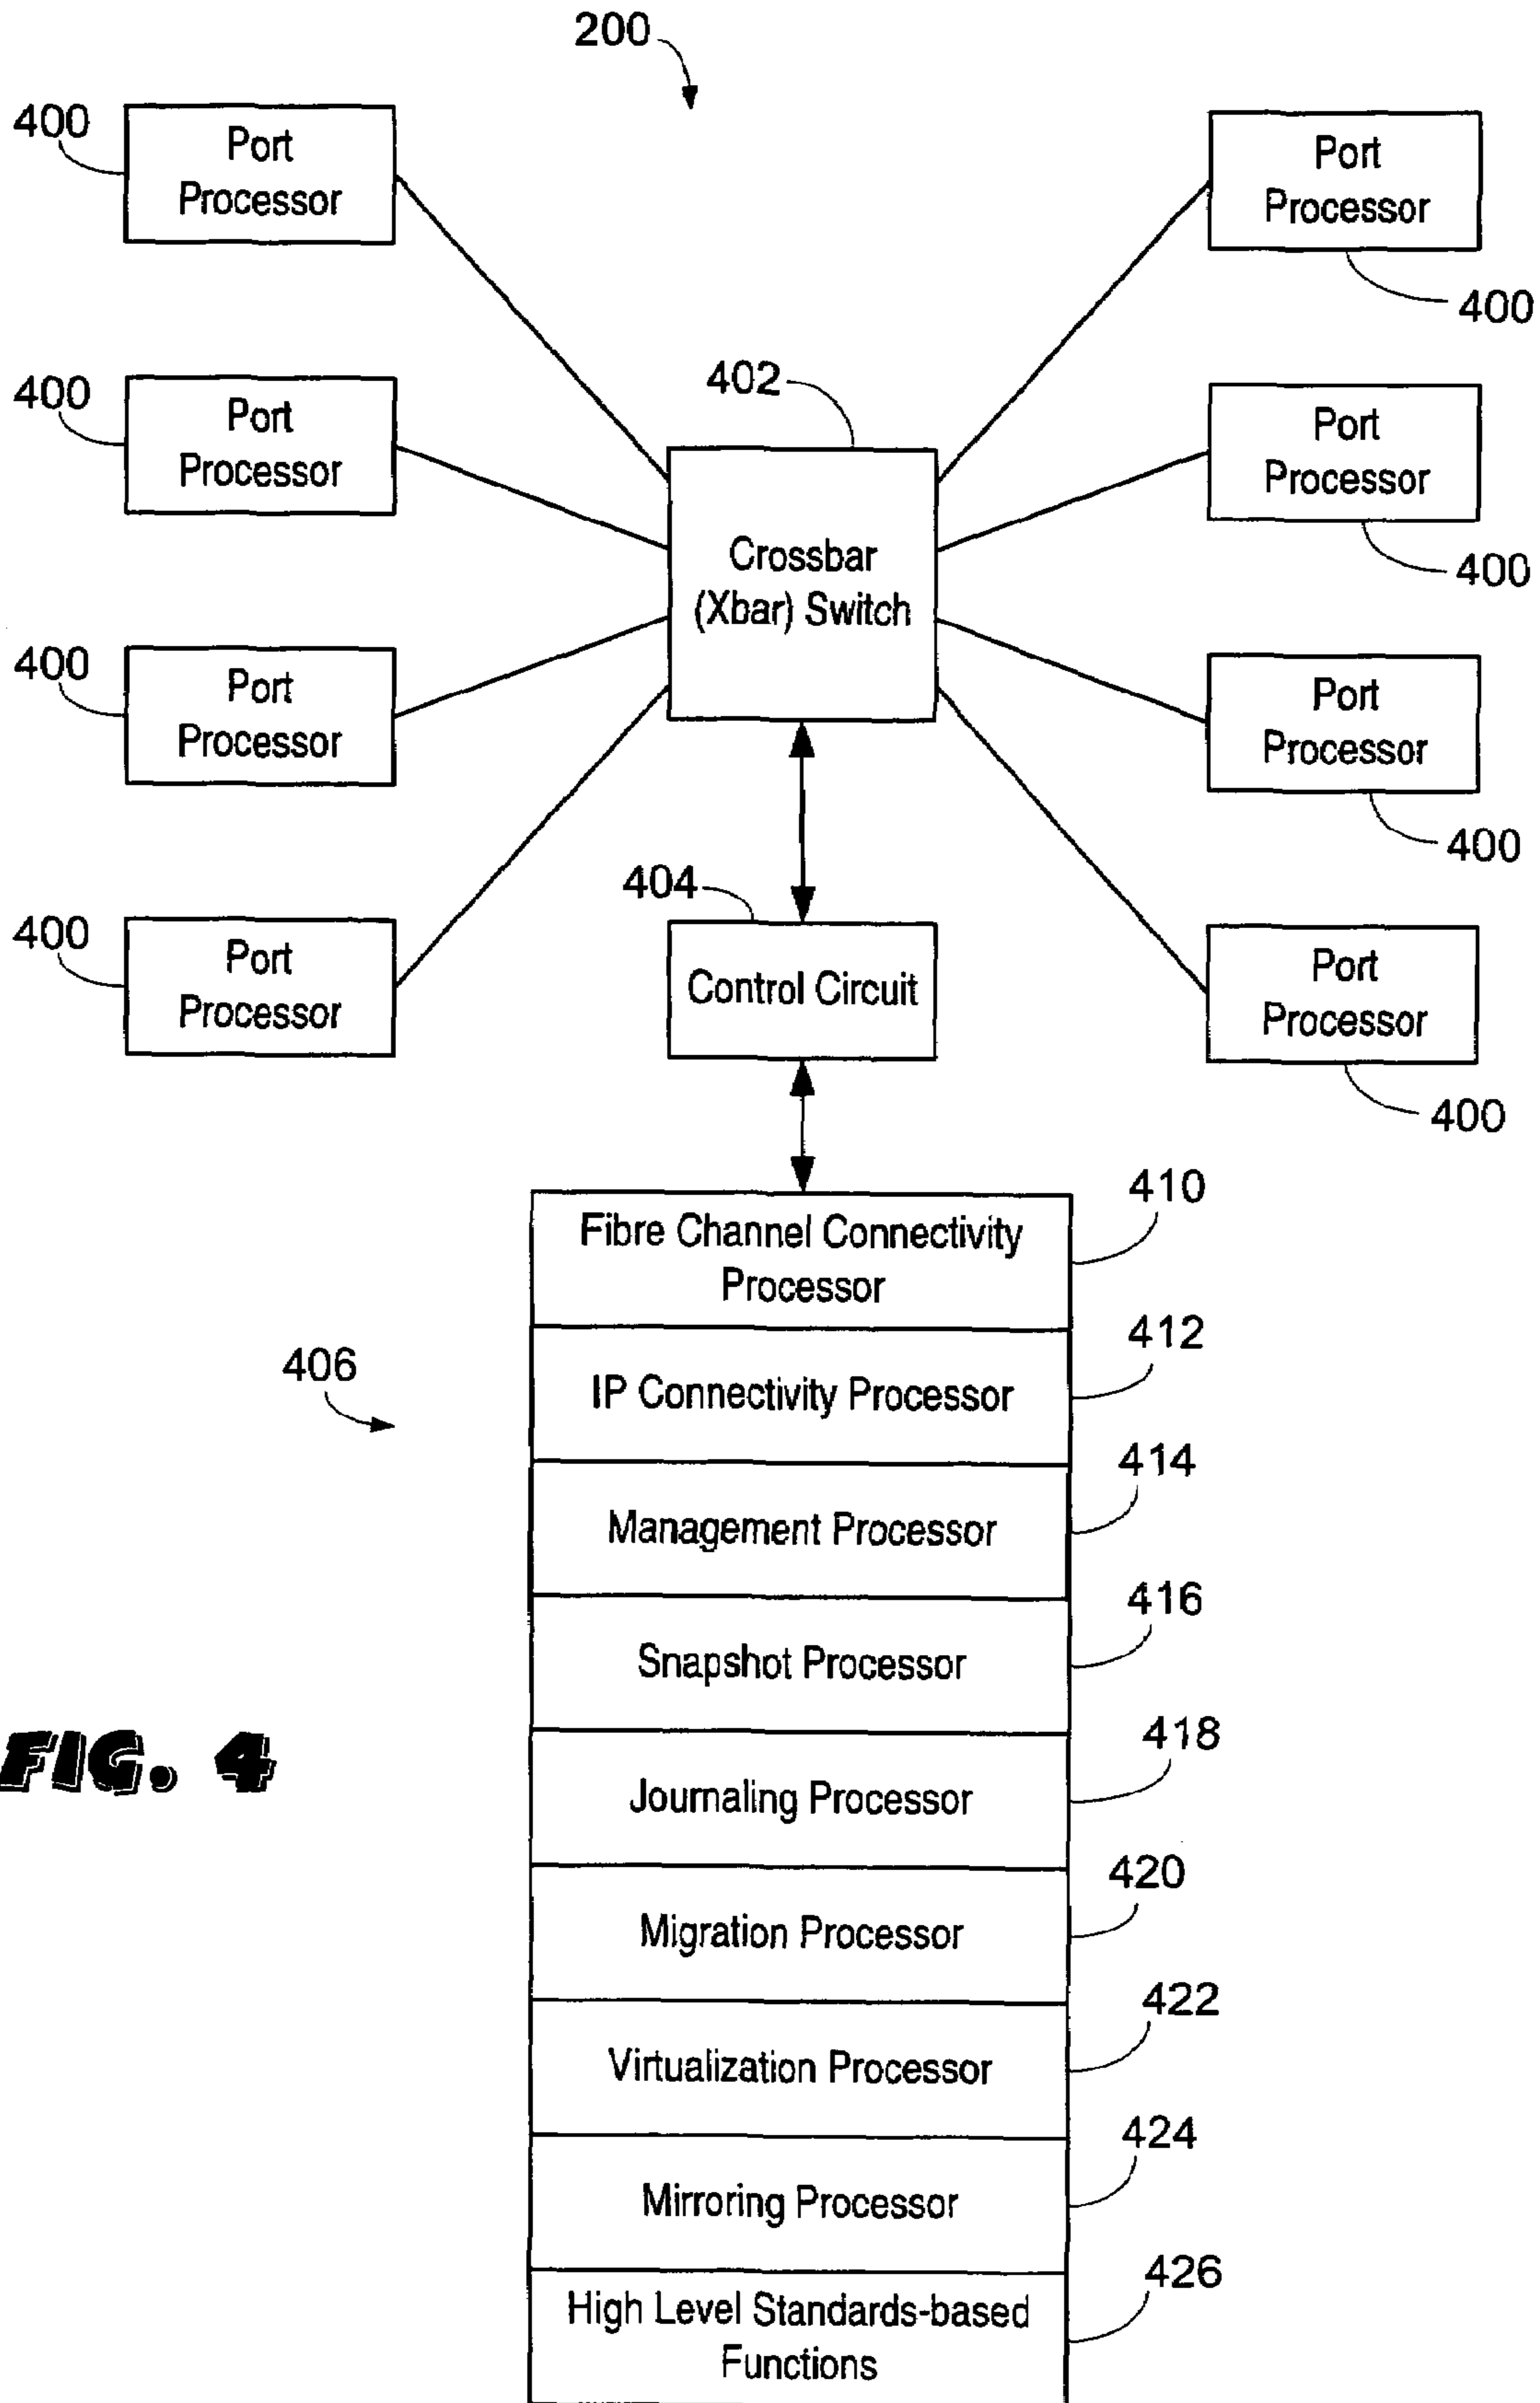 200
400
Port
Processor
Port
Processor
400
400
Port
Processor
402
Port
Processor
400
Crossbar
(Xbar) Switch
400
Port
Processor
Port
Processor
400
404
400
Port
Processor
Control Circuit
Port
Processor
400
410
Fibre Channel Connectivity
Processor
412
406
IP Connectivity Processor
414
Management Processor
416
Snapshot Processor
FIG. 4
418
Journaling Processor
420
Migration Processor
422
Virtualization Processor
424
Mirroring Processor
426
High Level Standards-based
Functions